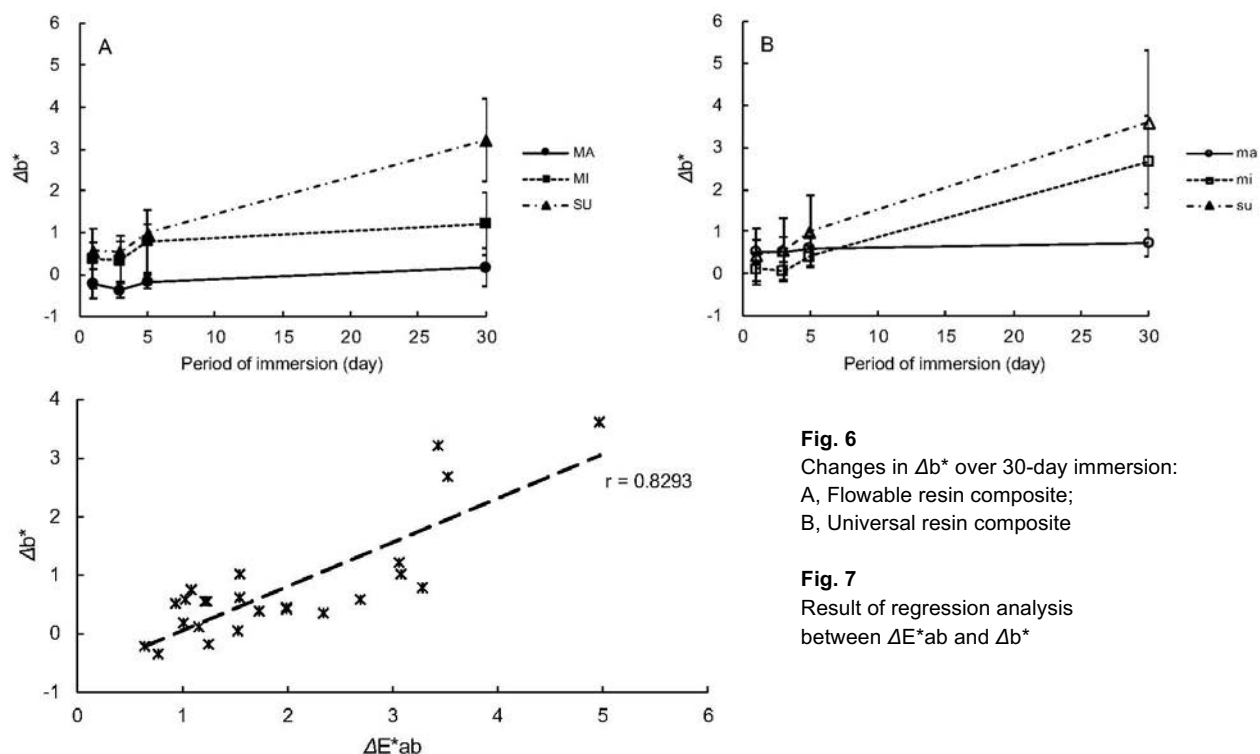 A
Δb*
6
5
4
3
2
1
0
-1
0 5 10 15 20 25 30
Period of immersion (day)
MA
MI
SU
B
Δb*
6
5
4
3
2
1
0
-1
0 5 10 15 20 25 30
Period of immersion (day)
ma
mi
su
Δb*
4
3
2
1
0
-1
0 1 2 3 4 5 6
ΔE*ab
r = 0.8293
Fig. 6
Changes in Δb* over 30-day immersion:
A, Flowable resin composite;
B, Universal resin composite
Fig. 7
Result of regression analysis
between ΔE*ab and Δb*